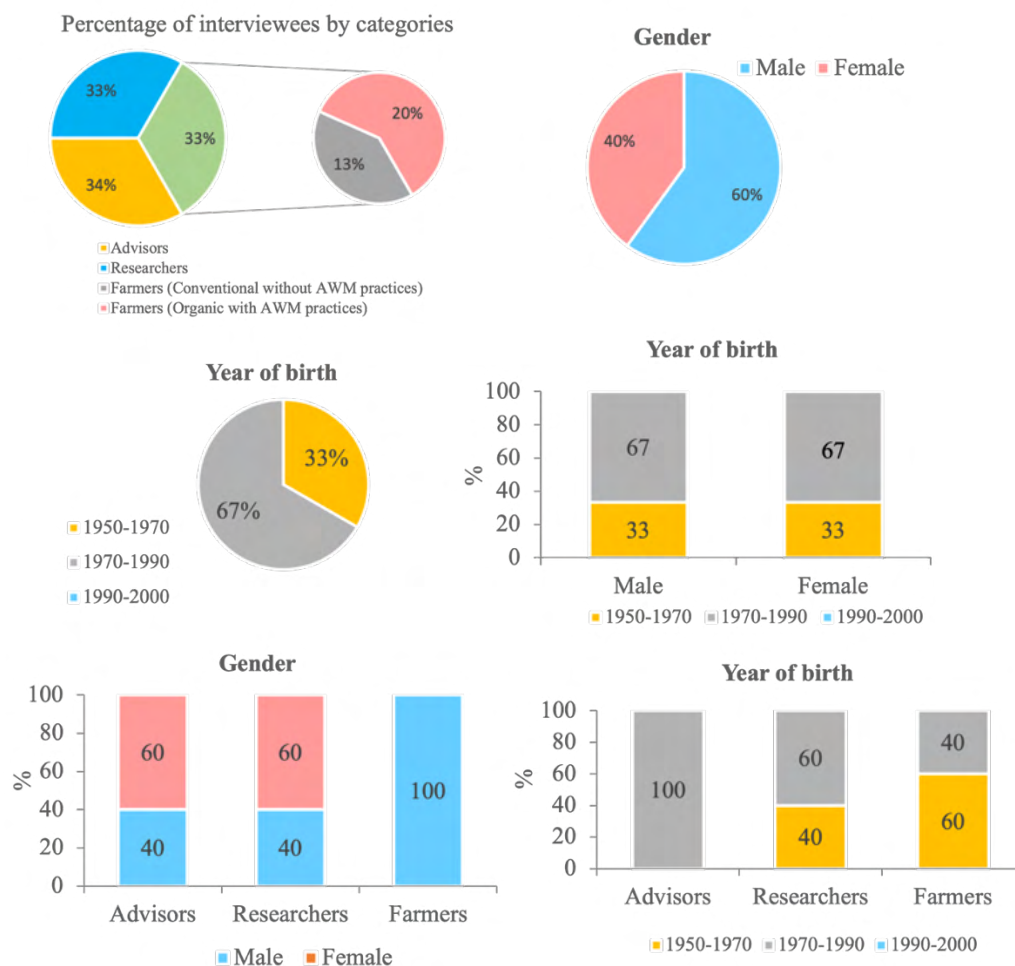 Percentage of interviewees by categories
33%
33%
34%
20%
13%
Advisors
Researchers
Farmers (Conventional without AWM practices)
Farmers (Organic with AWM practices)
Gender
Male Female
40%
60%
Year of birth
33%
67%
1950-1970
1970-1990
1990-2000
Year of birth
100
80
60
40
20
0
%
67 67
33 33
Male Female
1950-1970 1970-1990 1990-2000
Gender
100
80
60
40
20
0
%
60 60
100
40 40
Advisors Researchers Farmers
Male Female
Year of birth
100
80
60
40
20
0
%
100
60
40
40
60
Advisors Researchers Farmers
1950-1970 1970-1990 1990-2000